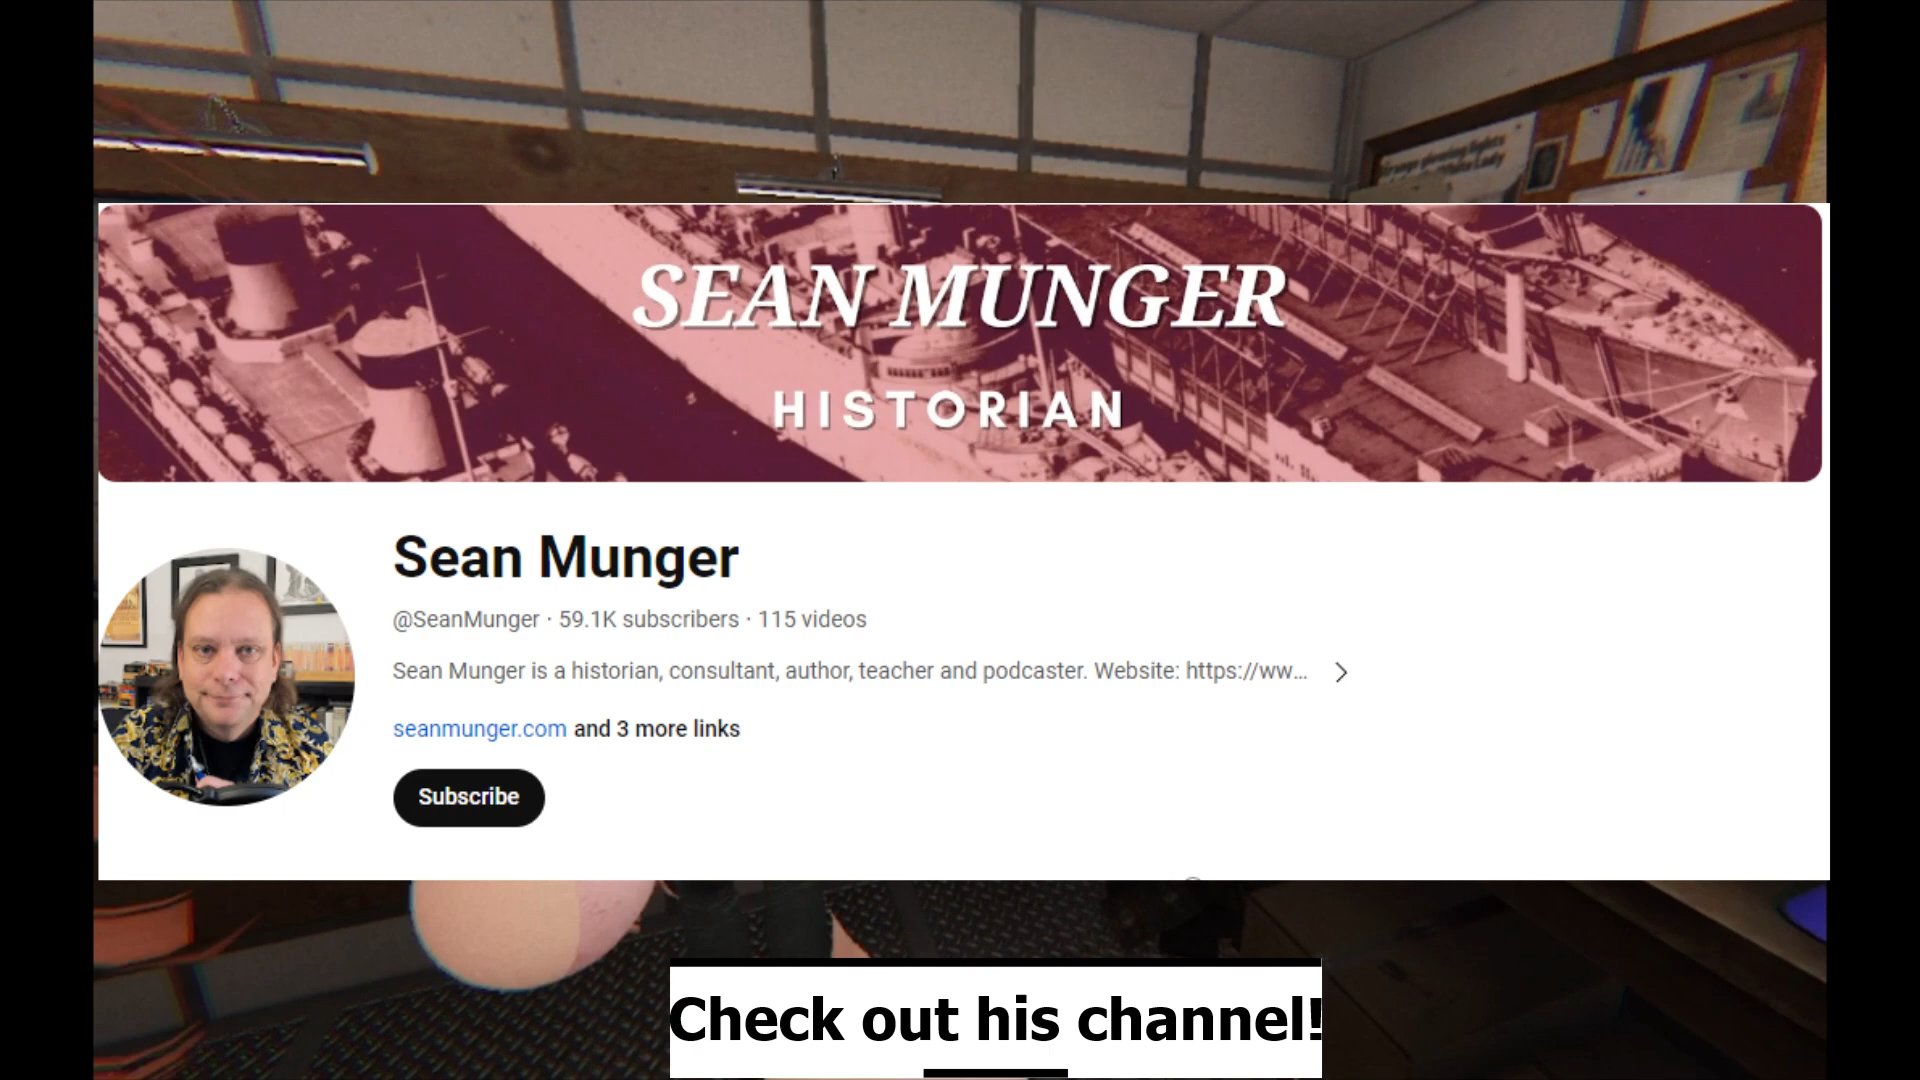 SEAN MUNGER
HISTORIAN
Sean Munger
@SeanMunger · 59.1K subscribers · 115 videos
Sean Munger is a historian, consultant, author, teacher and podcaster. Website: https://ww...
seanmunger.com and 3 more links
Subscribe
Check out his channel!